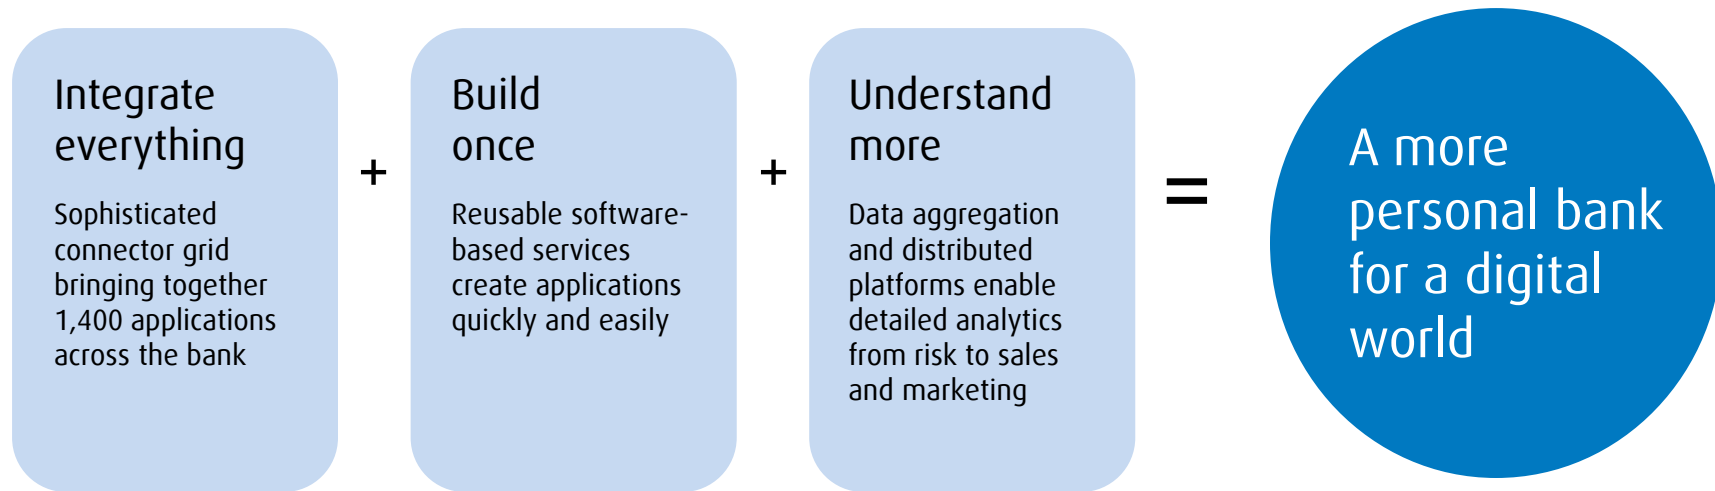 Integrate
everything
Sophisticated
connector grid
bringing together
1,400 applications
across the bank
+
Build
once
Reusable software-
based services
create applications
quickly and easily
+
Understand
more
Data aggregation
and distributed
platforms enable
detailed analytics
from risk to sales
and marketing
=
A more
personal bank
for a digital
world